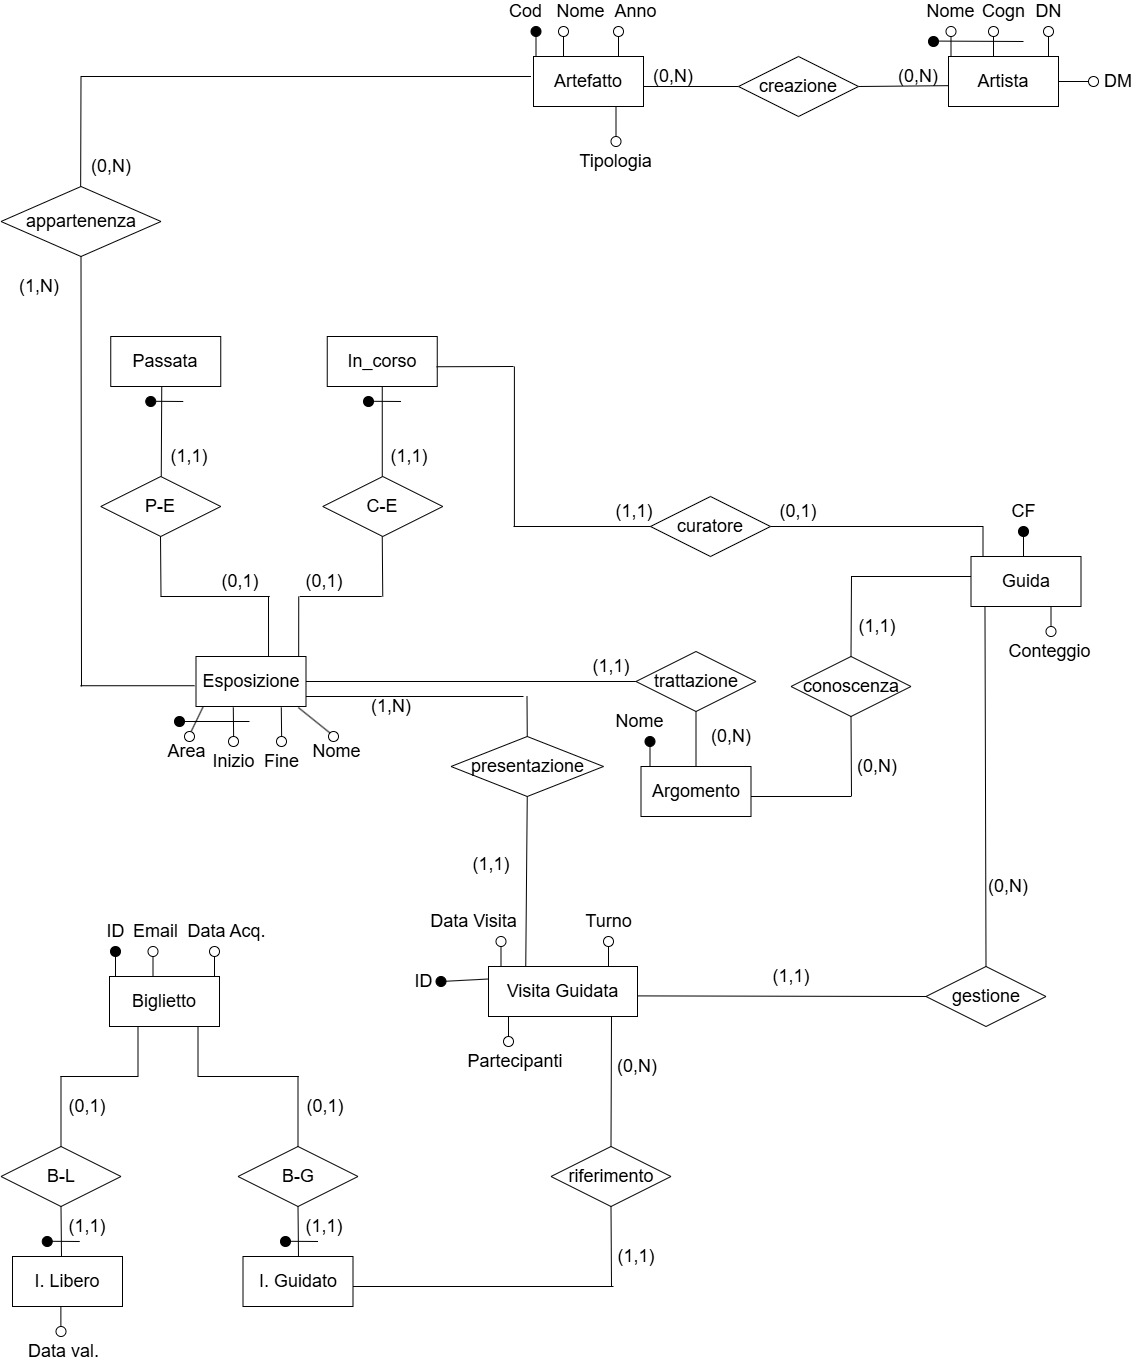 Cod Nome Anno
Nome Cogn DN
Artefatto
(0,N)
creazione
(0,N)
Artista
DM
Tipologia
(0,N)
appartenenza
(1,N)
Passata
In_corso
(1,1)
(1,1)
P-E
C-E
(1,1)
curatore
(0,1)
CF
Guida
Conteggio
(0,1)
(0,1)
(1,1)
conoscenza
(0,N)
Esposizione
(1,1)
trattazione
(0,N)
(1,N)
Nome
Argomento
Area
Inizio
Fine
Nome
presentazione
(1,1)
(0,N)
Data Visita
Turno
ID
Visita Guidata
(1,1)
gestione
Partecipanti
ID Email Data Acq.
Biglietto
(0,N)
(0,1)
(0,1)
B-L
B-G
riferimento
(1,1)
(1,1)
(1,1)
I. Libero
I. Guidato
Data val.